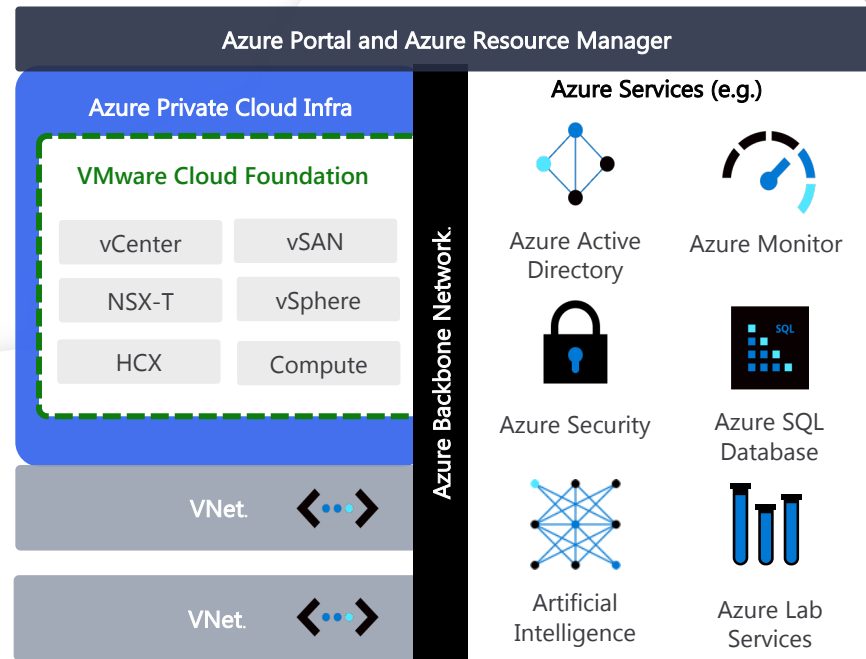 Azure Portal and Azure Resource Manager
Azure Private Cloud Infra
VMware Cloud Foundation
vCenter
vSAN
NSX-T
vSphere
HCX
Compute
VNet.
VNet.
Azure Backbone Network.
Azure Services (e.g.)
Azure Active
Directory
Azure Monitor
Azure Security
SQL
Azure SQL
Database
Artificial
Intelligence
Azure Lab
Services